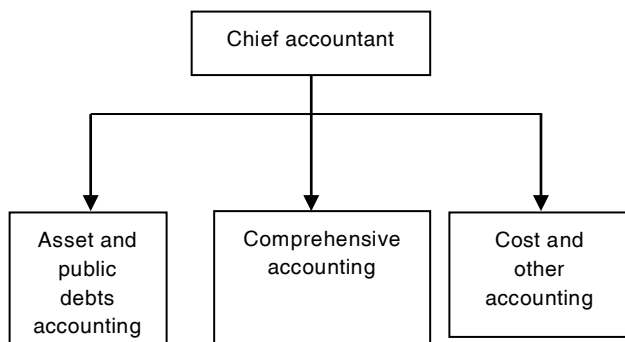 Chief accountant
Asset and
public
debts
accounting
Comprehensive
accounting
Cost and
other
accounting